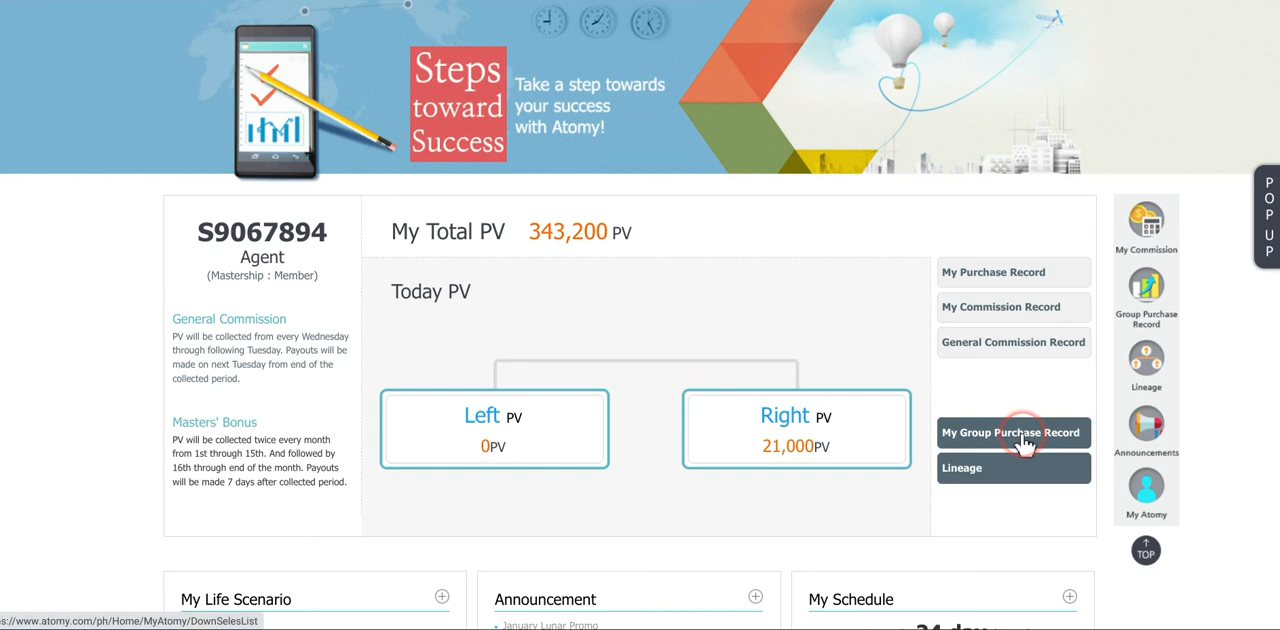 Steps
toward
Success
Take a step towards
your success
with Atomy!
POP UP
S9067894
Agent
(Mastership : Member)
General Commission
PV will be collected from every Wednesday
through following Tuesday. Payouts will be
made on next Tuesday from end of the
collected period.
Masters' Bonus
PV will be collected twice every month
from 1st through 15th. And followed by
16th through end of the month. Payouts
will be made 7 days after collected period.
My Total PV 343,200 PV
Today PV
Left PV
0PV
Right PV
21,000PV
My Purchase Record
My Commission Record
General Commission Record
My Group Purchase Record
Lineage
My Commission
Group Purchase
Record
Lineage
Announcements
My Atomy
TOP
My Life Scenario
Announcement
January Lunar Promo
My Schedule
24 day
s://www.atomy.com/ph/Home/MyAtomy/DownSelesList